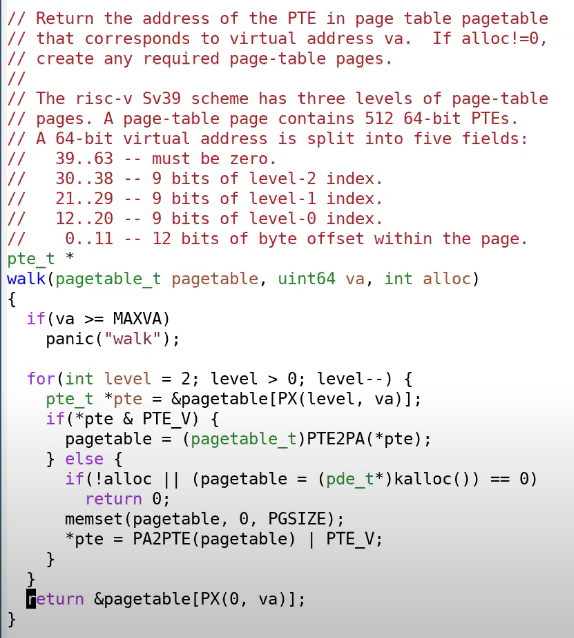 // Return the address of the PTE in page table pagetable
// that corresponds to virtual address va.  If alloc!=0,
// create any required page-table pages.
//
// The risc-v Sv39 scheme has three levels of page-table
// pages. A page-table page contains 512 64-bit PTEs.
// A 64-bit virtual address is split into five fields:
//   39..63 -- must be zero.
//   30..38 -- 9 bits of level-2 index.
//   21..29 -- 9 bits of level-1 index.
//   12..20 -- 9 bits of level-0 index.
//    0..11 -- 12 bits of byte offset within the page.
pte_t *
walk(pagetable_t pagetable, uint64 va, int alloc)
{
  if(va >= MAXVA)
    panic("walk");

  for(int level = 2; level > 0; level--) {
    pte_t *pte = &pagetable[PX(level, va)];
    if(*pte & PTE_V) {
      pagetable = (pagetable_t)PTE2PA(*pte);
    } else {
      if(!alloc || (pagetable = (pde_t*)kalloc()) == 0)
        return 0;
      memset(pagetable, 0, PGSIZE);
      *pte = PA2PTE(pagetable) | PTE_V;
    }
  }
  return &pagetable[PX(0, va)];
}